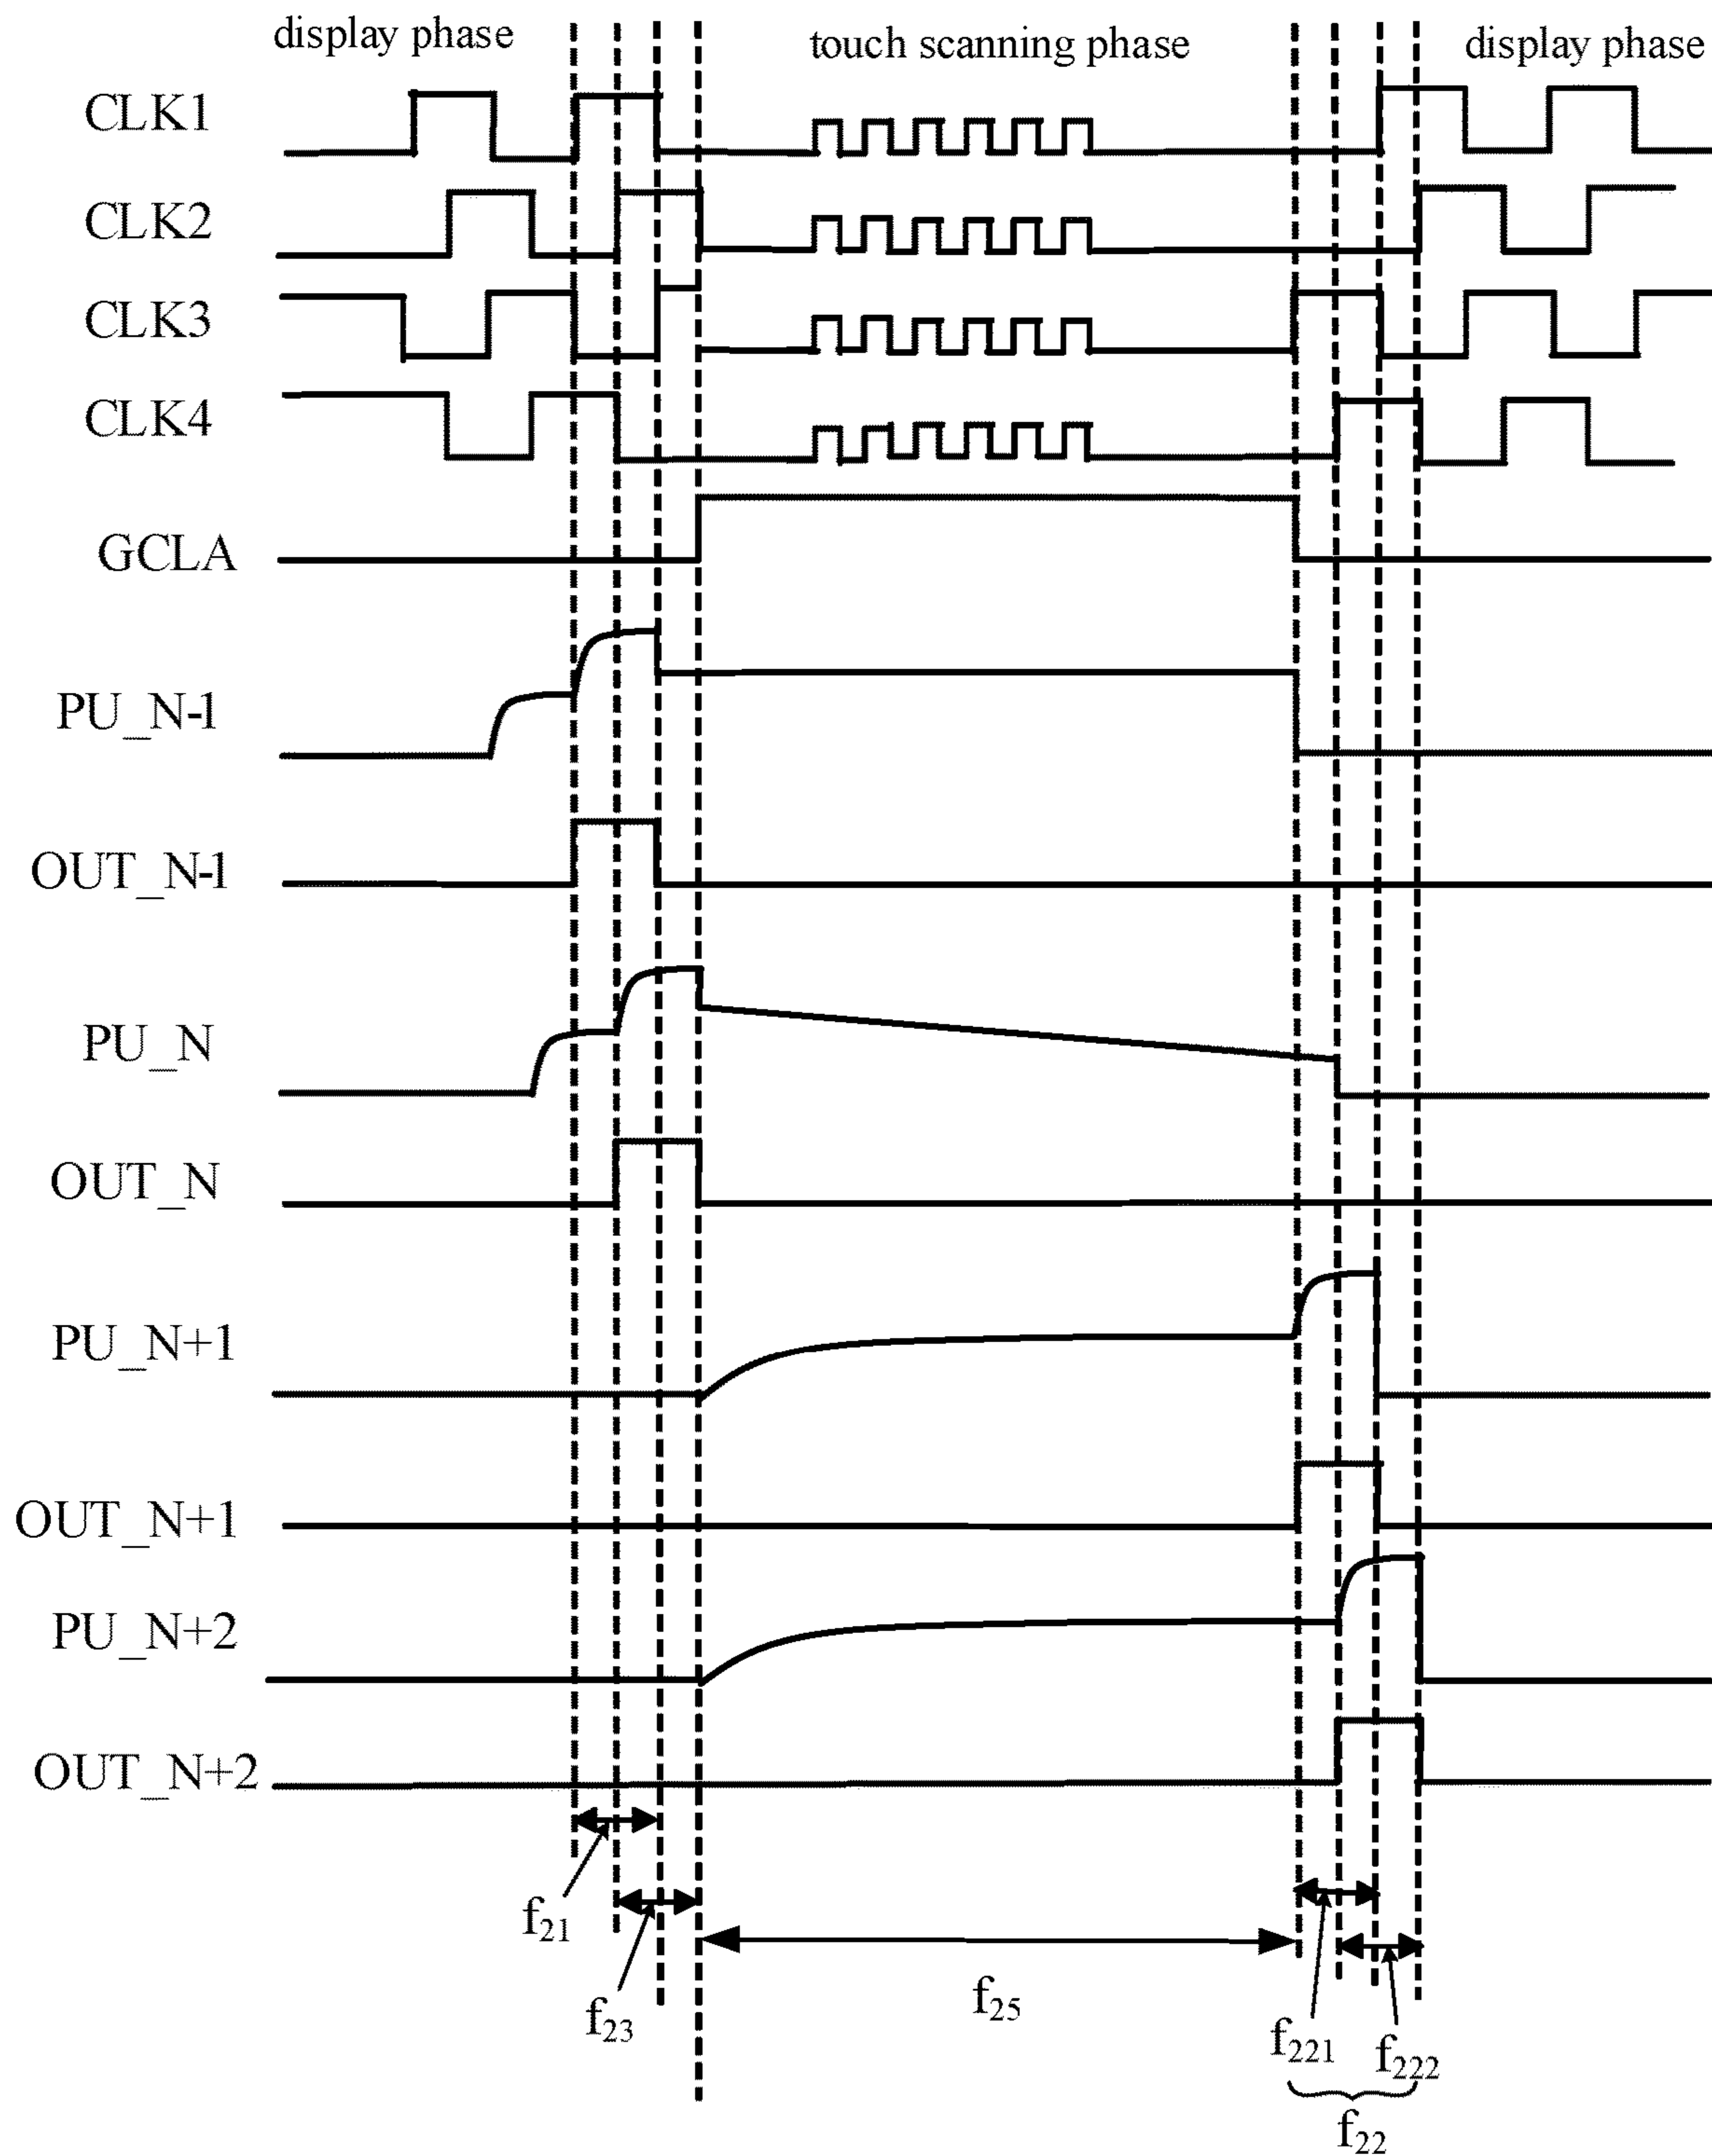 display phase
touch scanning phase
display phase
CLK1
CLK2
CLK3
CLK4
GCLA
PU_N-1
OUT_N-1
PU_N
OUT_N
PU_N+1
OUT_N+1
PU_N+2
OUT_N+2
f21
f23
f25
f221
f222
f22